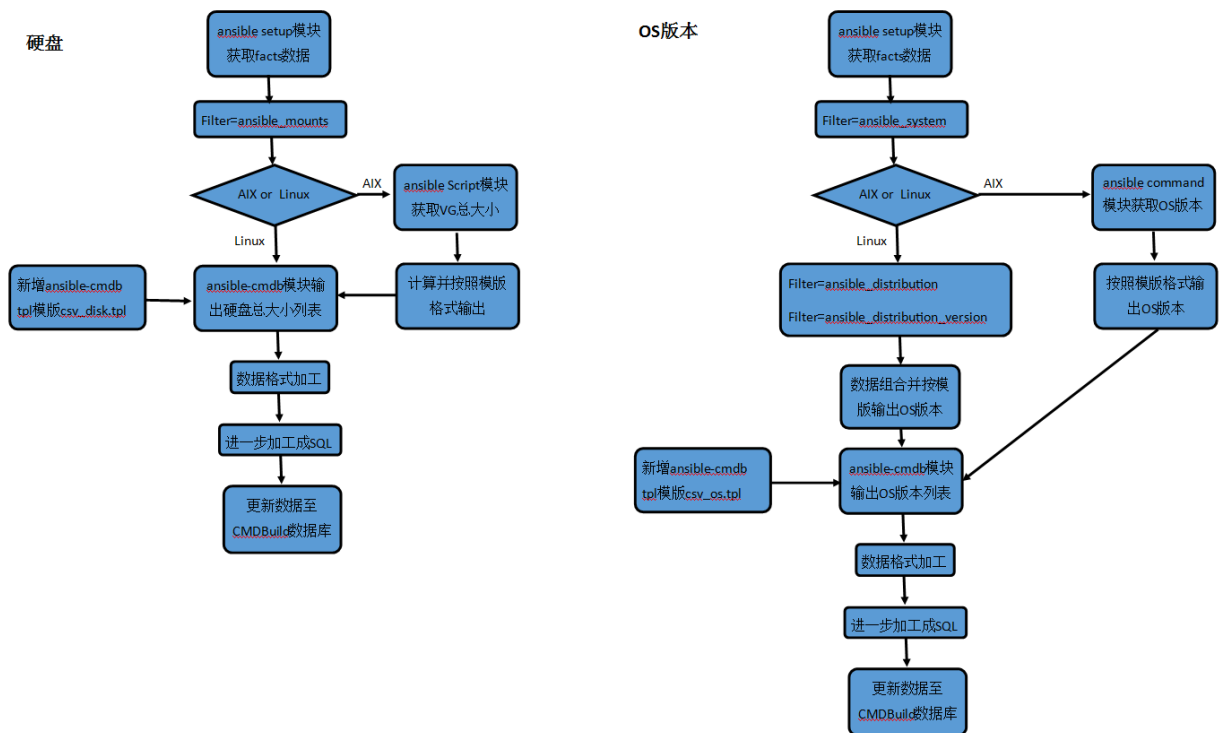 硬盘
ansible setup模块
获取facts数据
Filter=ansible_mounts
AIX or Linux
AIX
ansible Script模块
获取VG总大小
Linux
新增ansible-cmdb
tpl模版csv_disk.tpl
ansible-cmdb模块输
出硬盘总大小列表
计算并按照模版
格式输出
数据格式加工
进一步加工成SQL
更新数据至
CMDBuild数据库
OS版本
ansible setup模块
获取facts数据
Filter=ansible_system
AIX or Linux
AIX
ansible command
模块获取OS版本
Linux
Filter=ansible_distribution
Filter=ansible_distribution_version
按照模版格式输
出OS版本
数据组合并按模
版输出OS版本
新增ansible-cmdb
tpl模版csv_os.tpl
ansible-cmdb模块
输出OS版本列表
数据格式加工
进一步加工成SQL
更新数据至
CMDBuild数据库